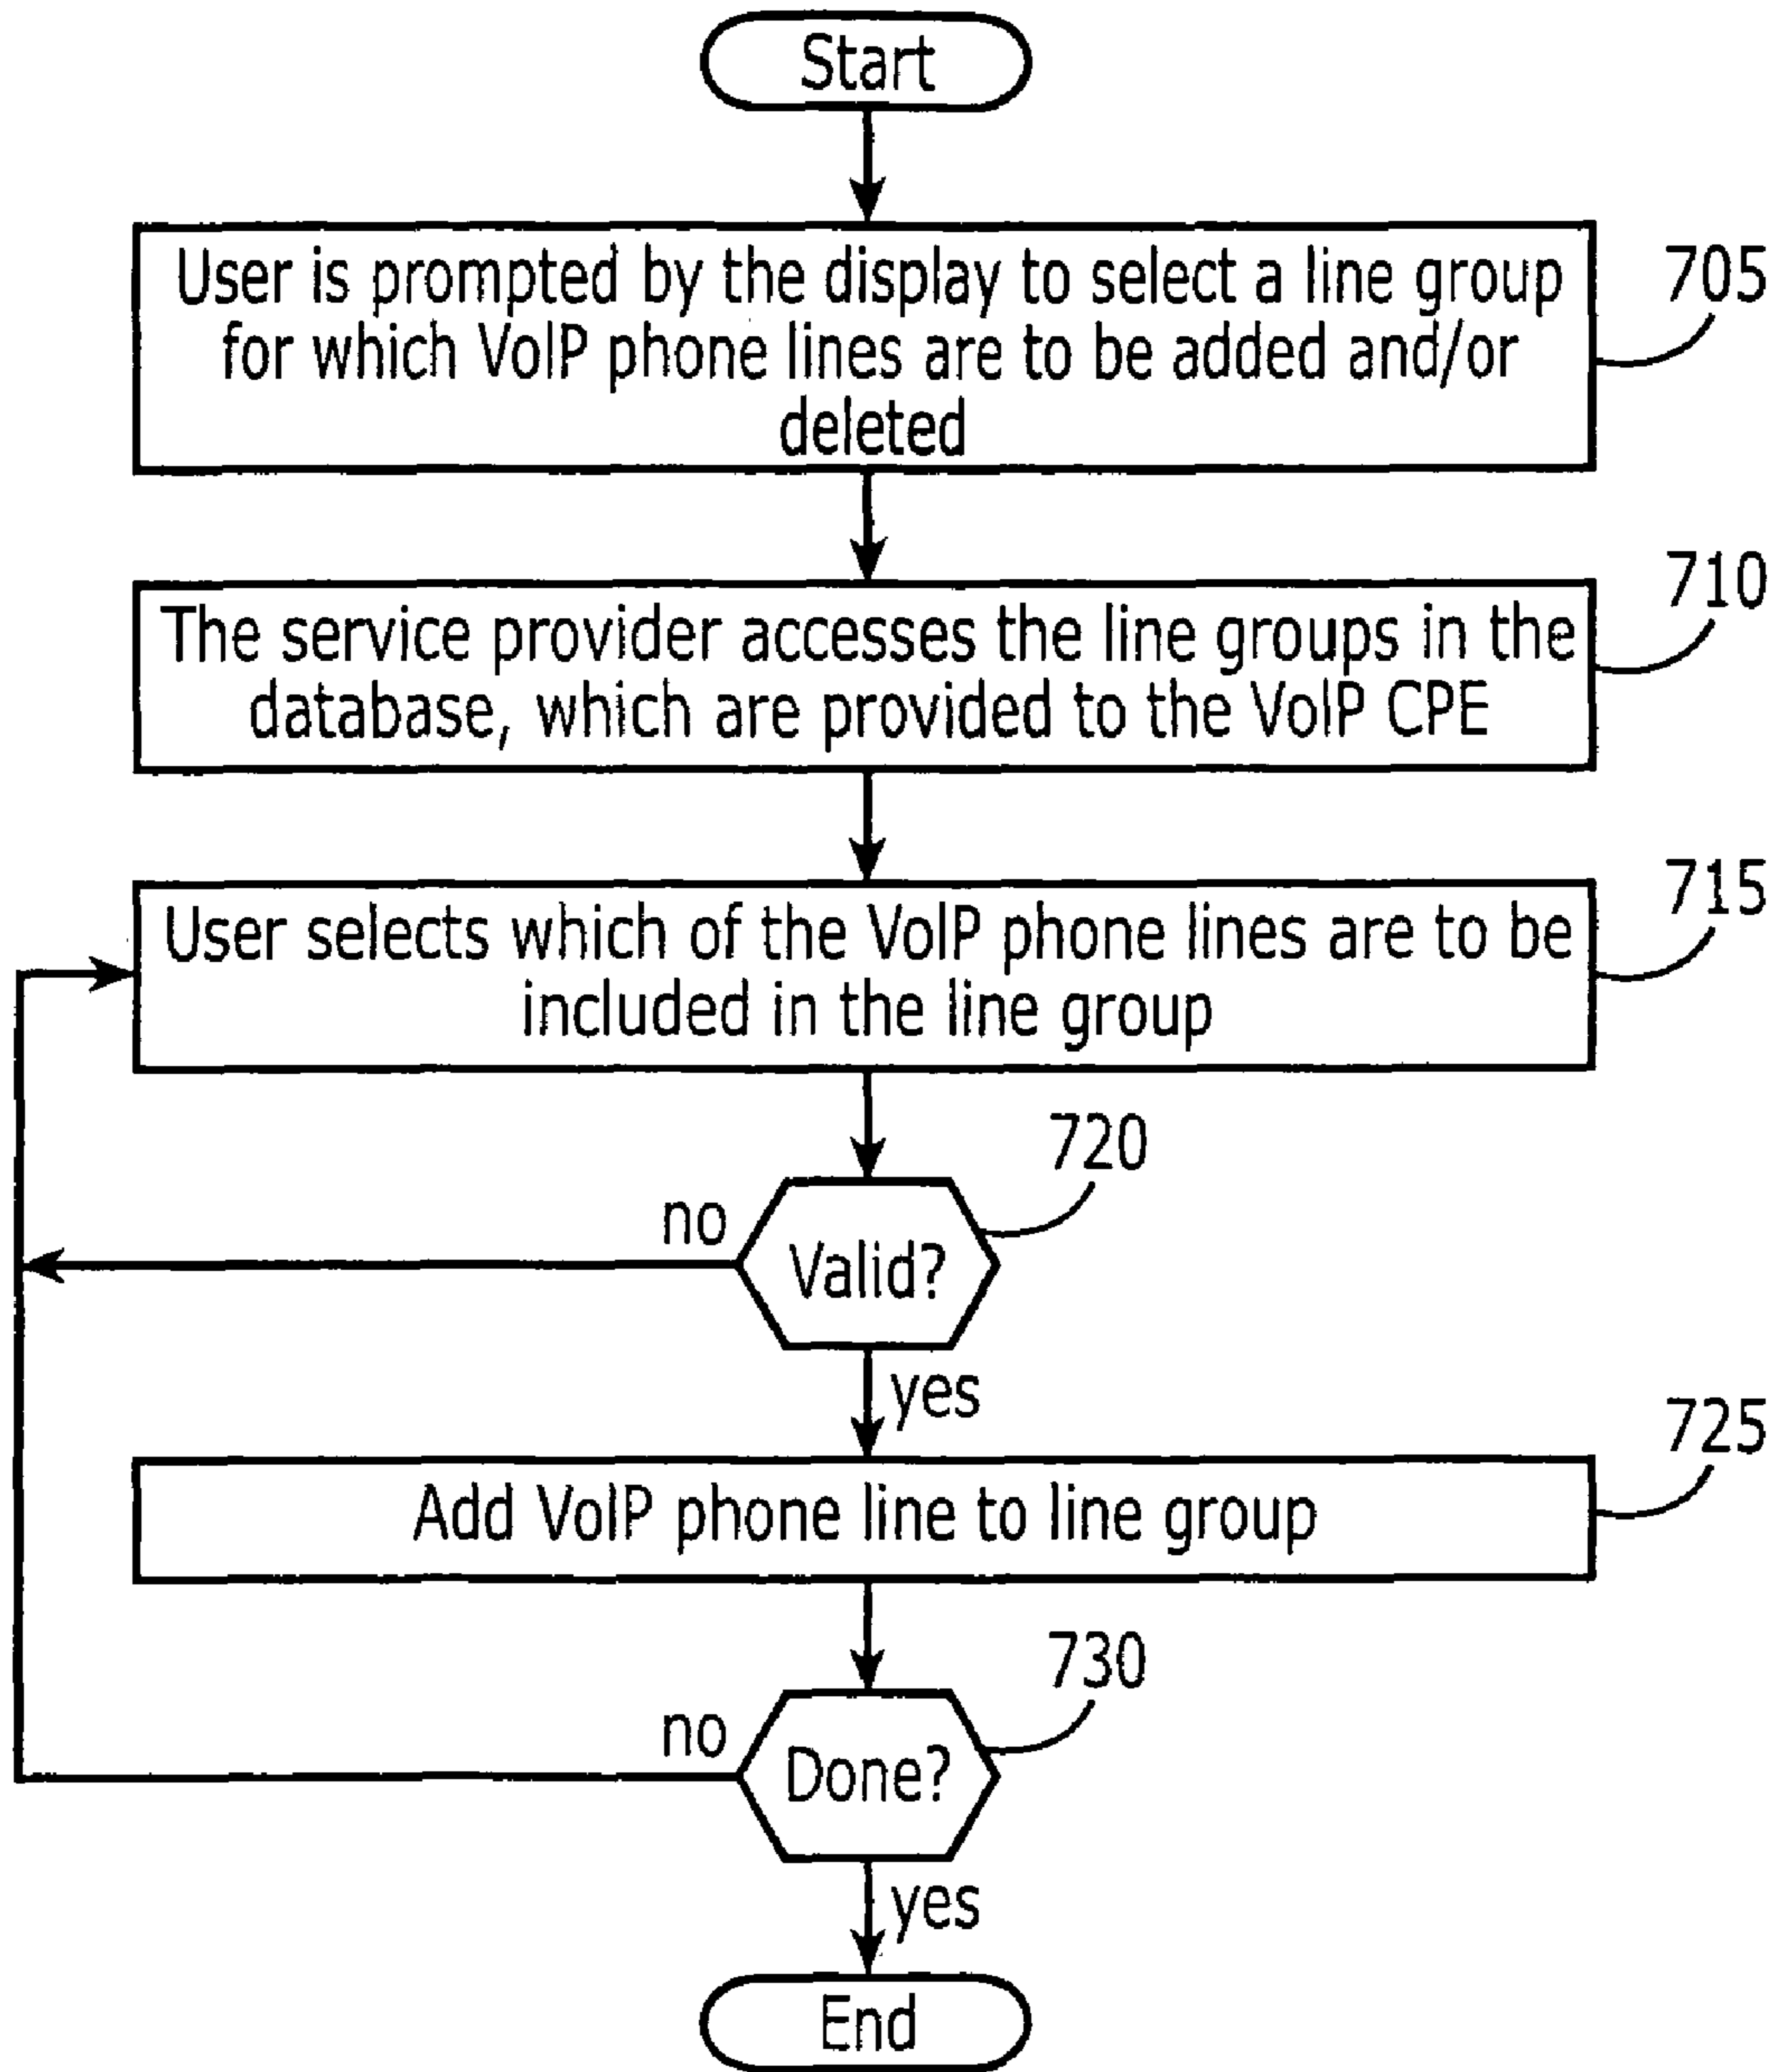 Start
User is prompted by the display to select a line group
for which VoIP phone lines are to be added and/or
deleted
705
The service provider accesses the line groups in the
database, which are provided to the VoIP CPE
710
User selects which of the VoIP phone lines are to be
included in the line group
715
720
no
Valid?
yes
725
Add VoIP phone line to line group
730
no
Done?
yes
End